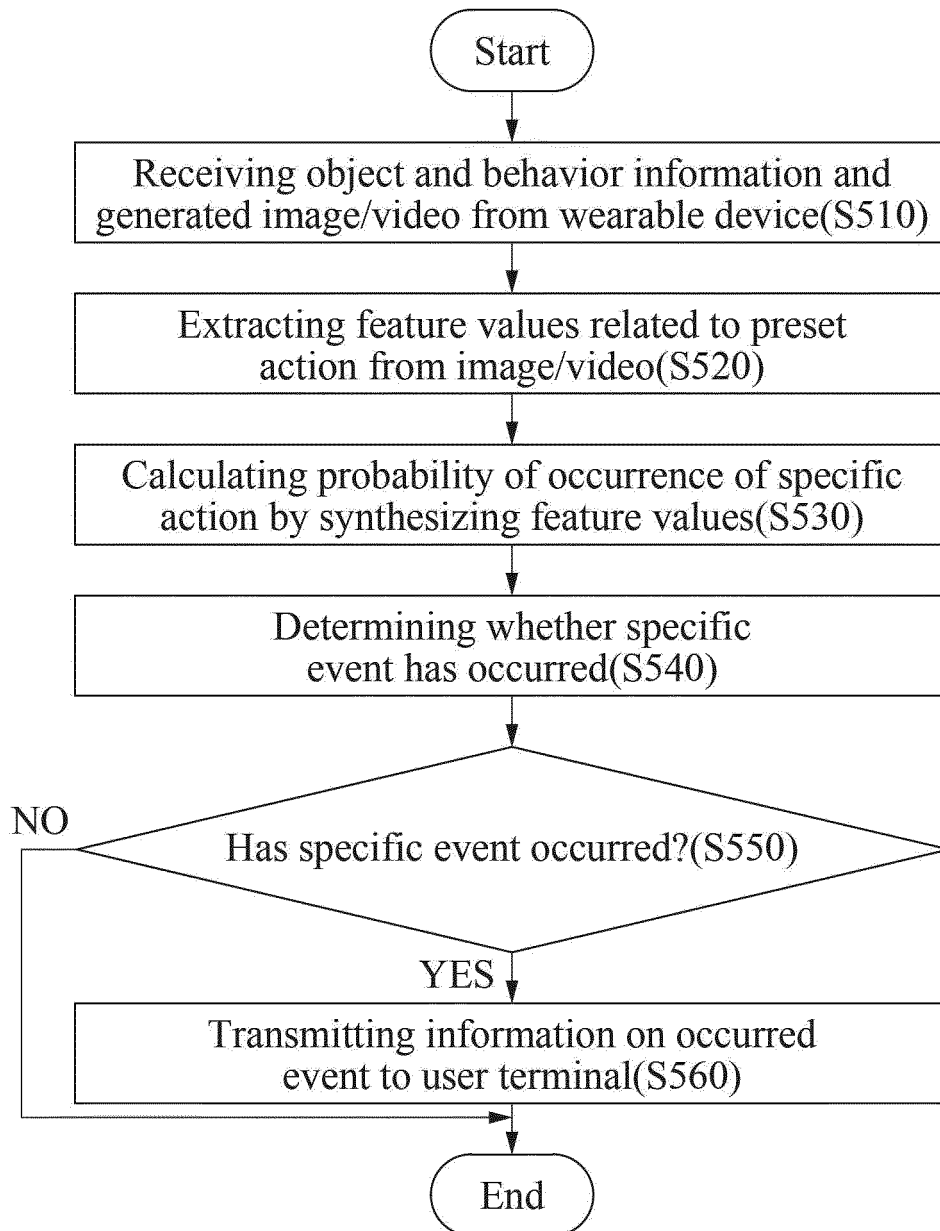 Start
Receiving object and behavior information and
generated image/video from wearable device(S510)
Extracting feature values related to preset
action from image/video(S520)
Calculating probability of occurrence of specific
action by synthesizing feature values(S530)
Determining whether specific
event has occurred(S540)
NO
Has specific event occurred?(S550)
YES
Transmitting information on occurred
event to user terminal(S560)
End